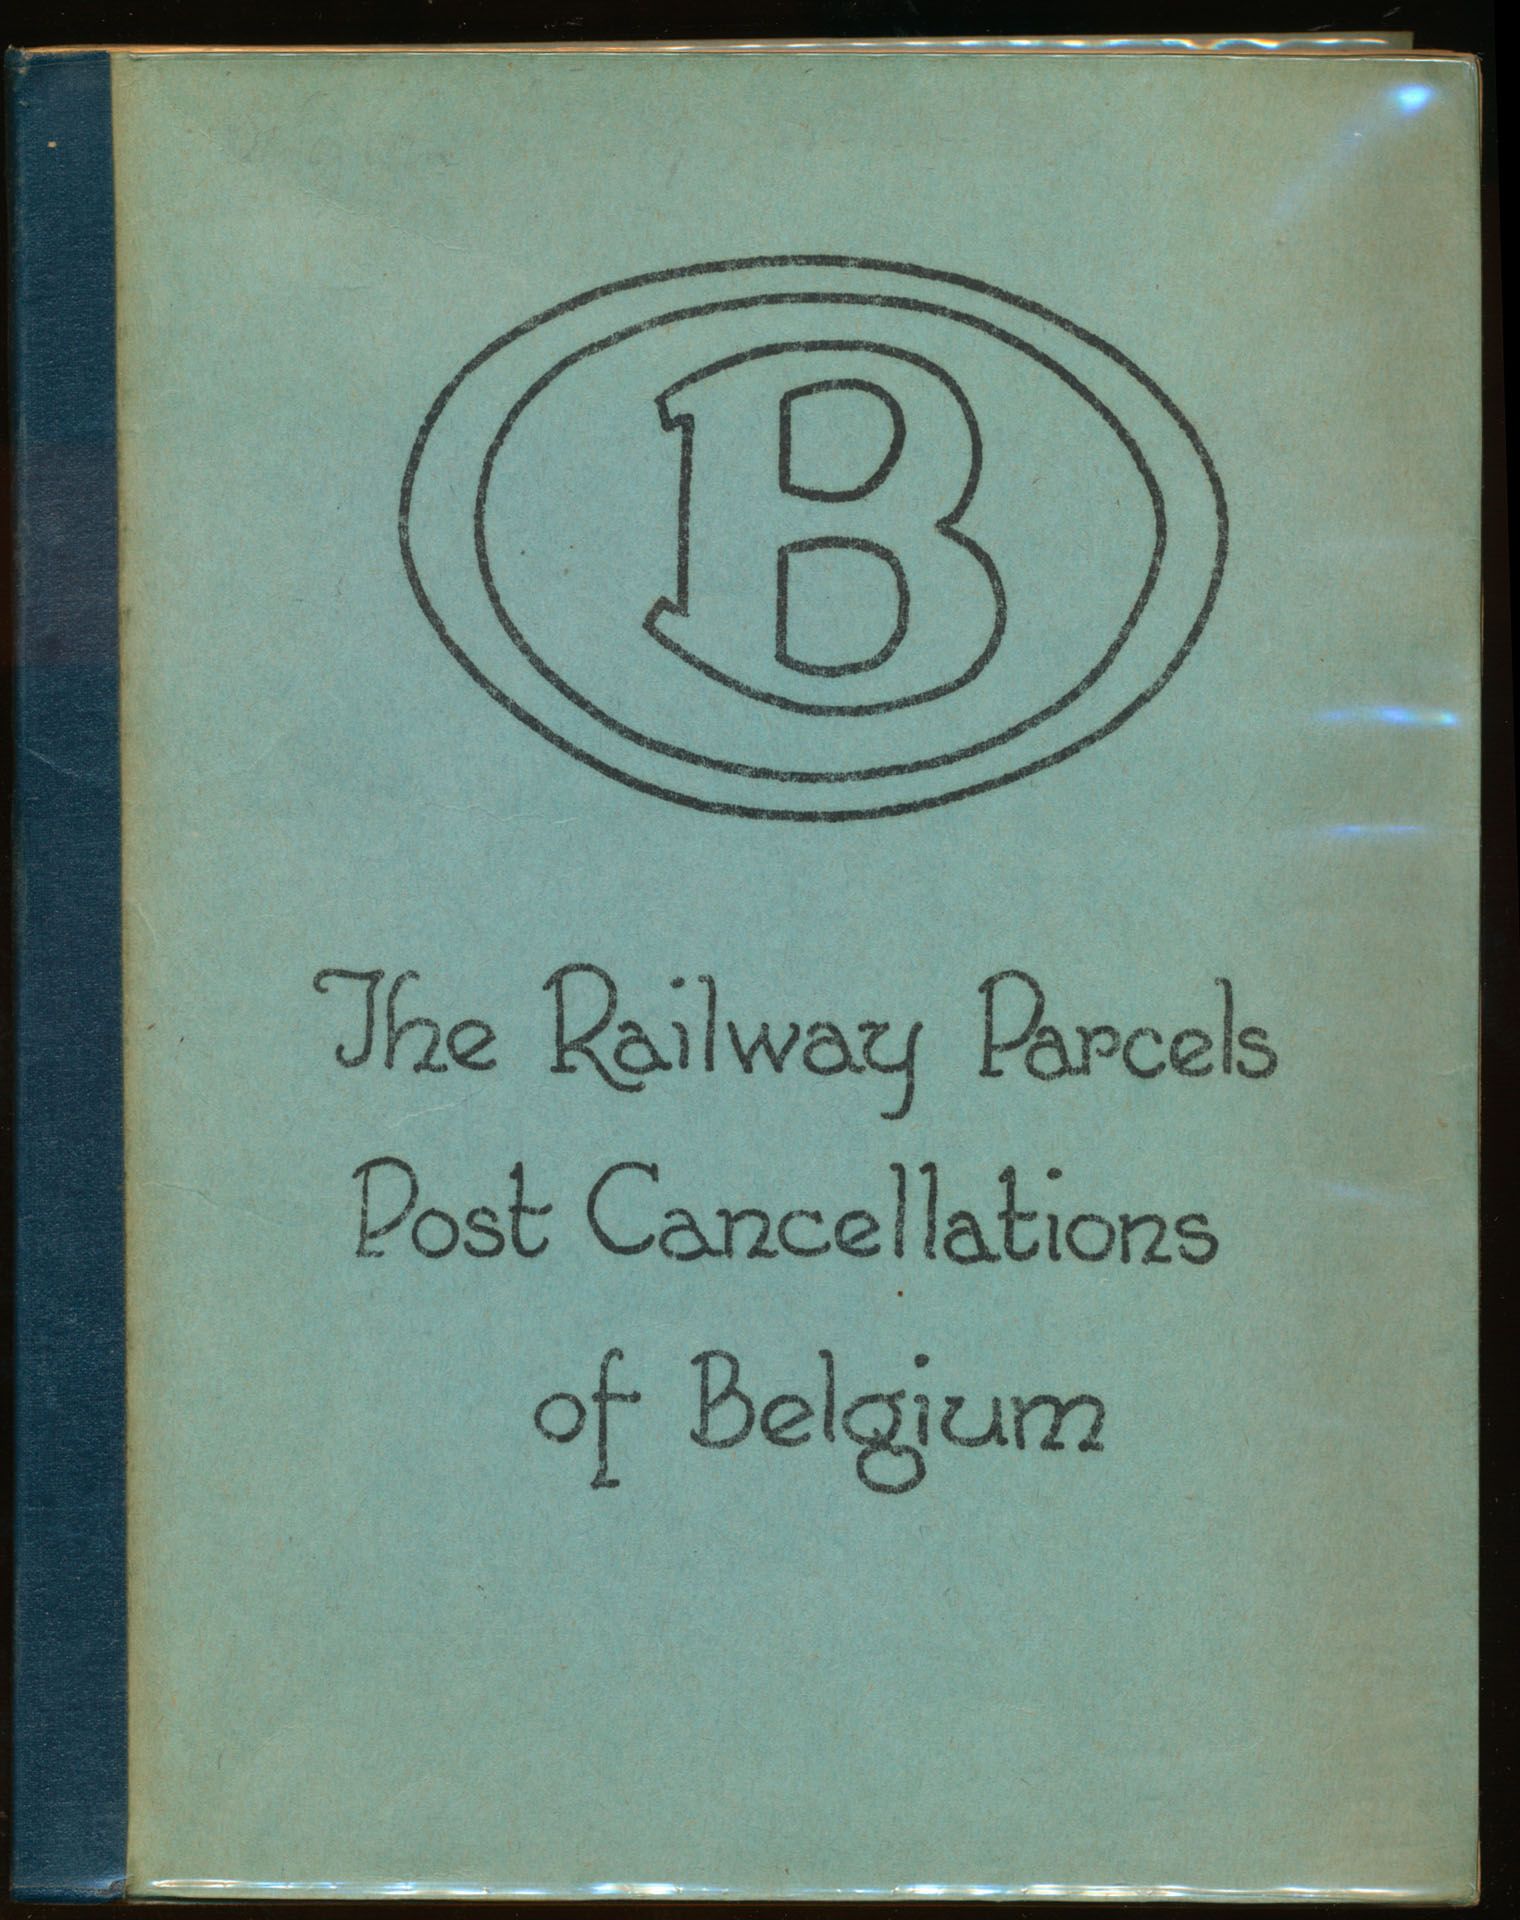 B
The Railway Parcels
Post Cancellations
of Belgium